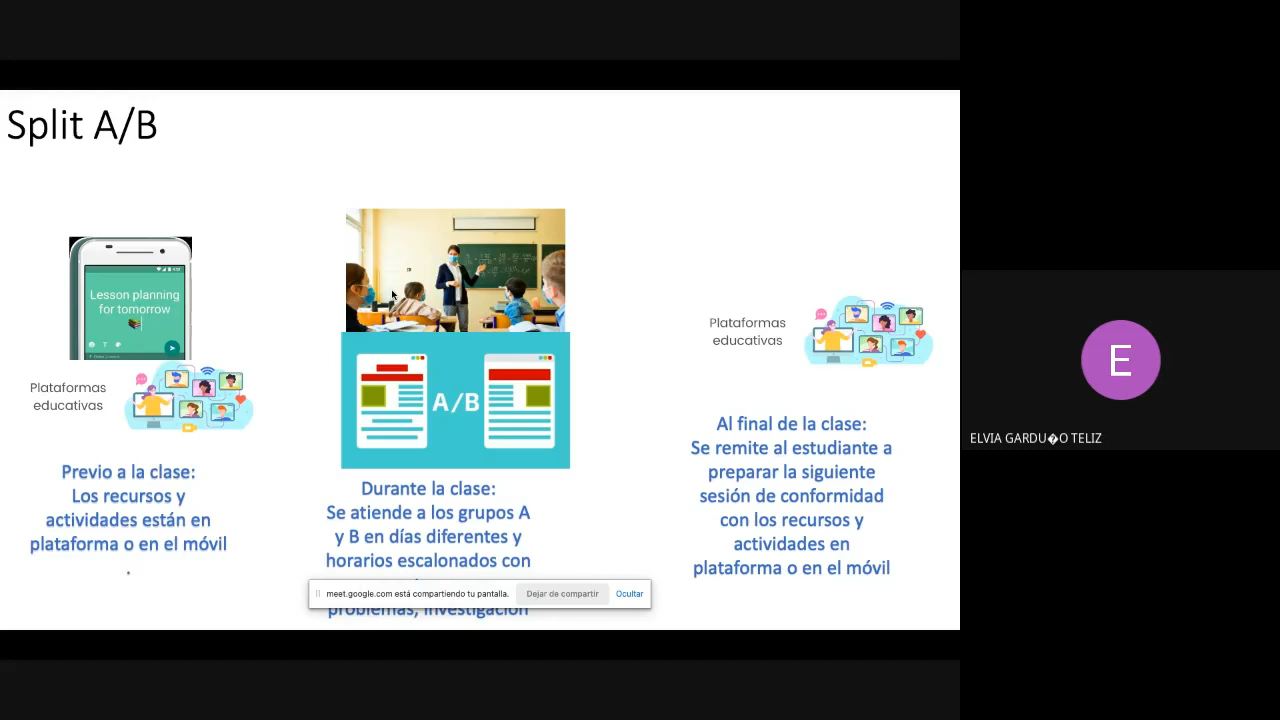 Split A/B
Lesson planning
for tomorrow
Plataformas
educativas
Previo a la clase:
Los recursos y
actividades están en
plataforma o en el móvil
.
A/B
Durante la clase:
Se atiende a los grupos A
y B en días diferentes y
horarios escalonados con
problemas, investigación
meet.google.com está compartiendo tu pantalla.
Dejar de compartir
Ocultar
Plataformas
educativas
Al final de la clase:
Se remite al estudiante a
preparar la siguiente
sesión de conformidad
con los recursos y
actividades en
plataforma o en el móvil
E
ELVIA GARDU�O TELIZ